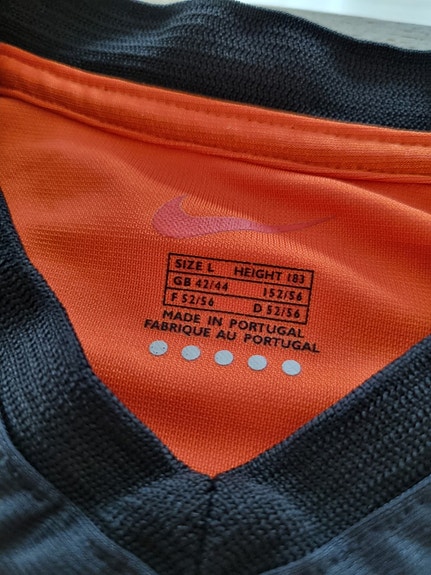 SIZE L HEIGHT 183
GB 42/44 152/56
F 52/56 D 52/56
MADE IN PORTUGAL
FABRIQUE AU PORTUGAL